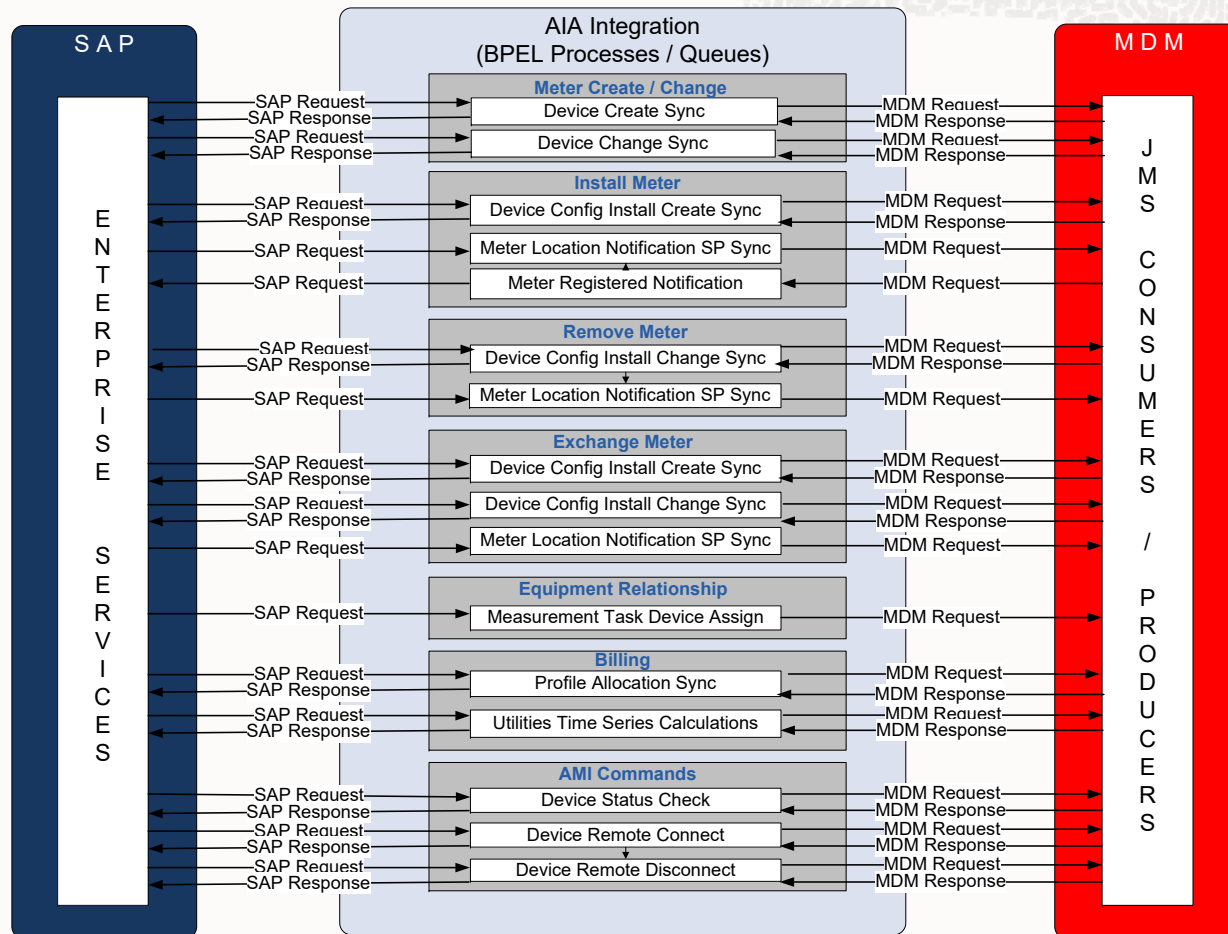 SAP
AIA Integration
(BPEL Processes / Queues)
MDM
ENTERPRISE SERVICES
JMS CONSUMERS / PRODUCERS
Meter Create / Change
SAP Request
Device Create Sync
MDM Request
SAP Response
MDM Response
SAP Request
Device Change Sync
MDM Request
SAP Response
MDM Response
Install Meter
SAP Request
Device Config Install Create Sync
MDM Request
SAP Response
MDM Response
SAP Request
Meter Location Notification SP Sync
MDM Request
SAP Request
Meter Registered Notification
MDM Request
Remove Meter
SAP Request
Device Config Install Change Sync
MDM Request
SAP Response
MDM Response
SAP Request
Meter Location Notification SP Sync
MDM Request
Exchange Meter
SAP Request
Device Config Install Create Sync
MDM Request
SAP Response
MDM Response
SAP Request
Device Config Install Change Sync
MDM Request
SAP Response
MDM Response
SAP Request
Meter Location Notification SP Sync
MDM Request
Equipment Relationship
SAP Request
Measurement Task Device Assign
MDM Request
Billing
SAP Request
Profile Allocation Sync
MDM Request
SAP Response
MDM Response
SAP Request
Utilities Time Series Calculations
MDM Request
SAP Response
MDM Response
AMI Commands
SAP Request
Device Status Check
MDM Request
SAP Response
MDM Response
SAP Request
Device Remote Connect
MDM Request
SAP Response
MDM Response
SAP Request
Device Remote Disconnect
MDM Request
SAP Response
MDM Response